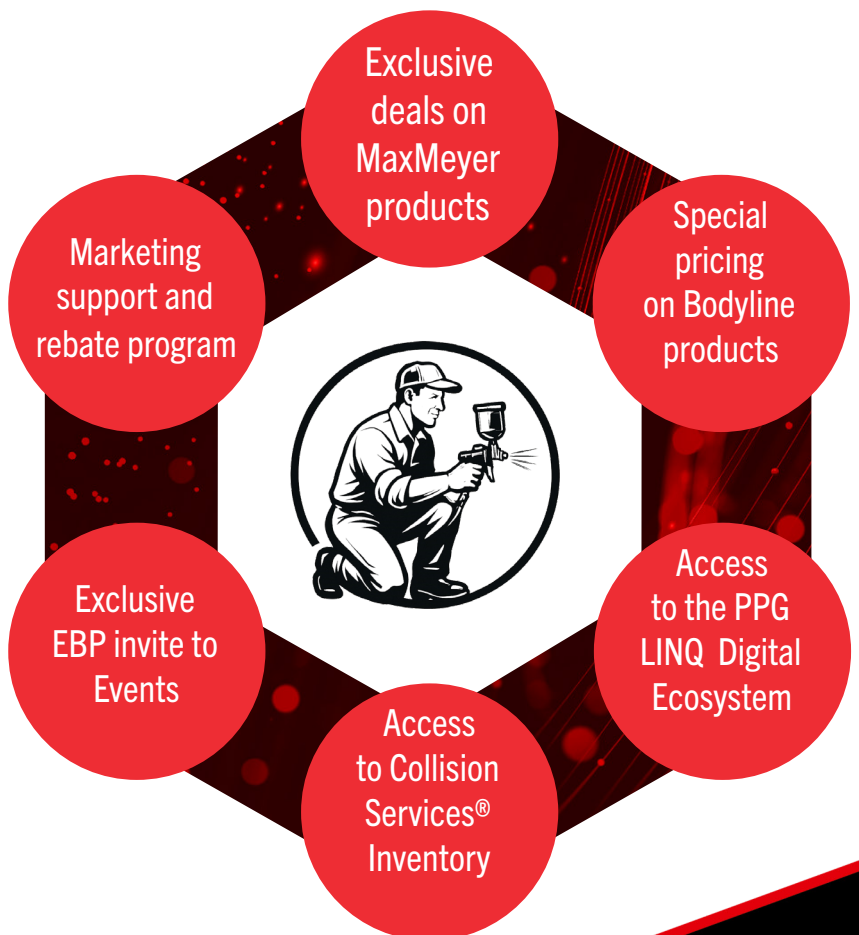 Exclusive
deals on
MaxMeyer
products
Special
pricing
on Bodyline
products
Access
to the PPG
LINQ Digital
Ecosystem
Access
to Collision
Services®
Inventory
Exclusive
EBP invite to
Events
Marketing
support and
rebate program